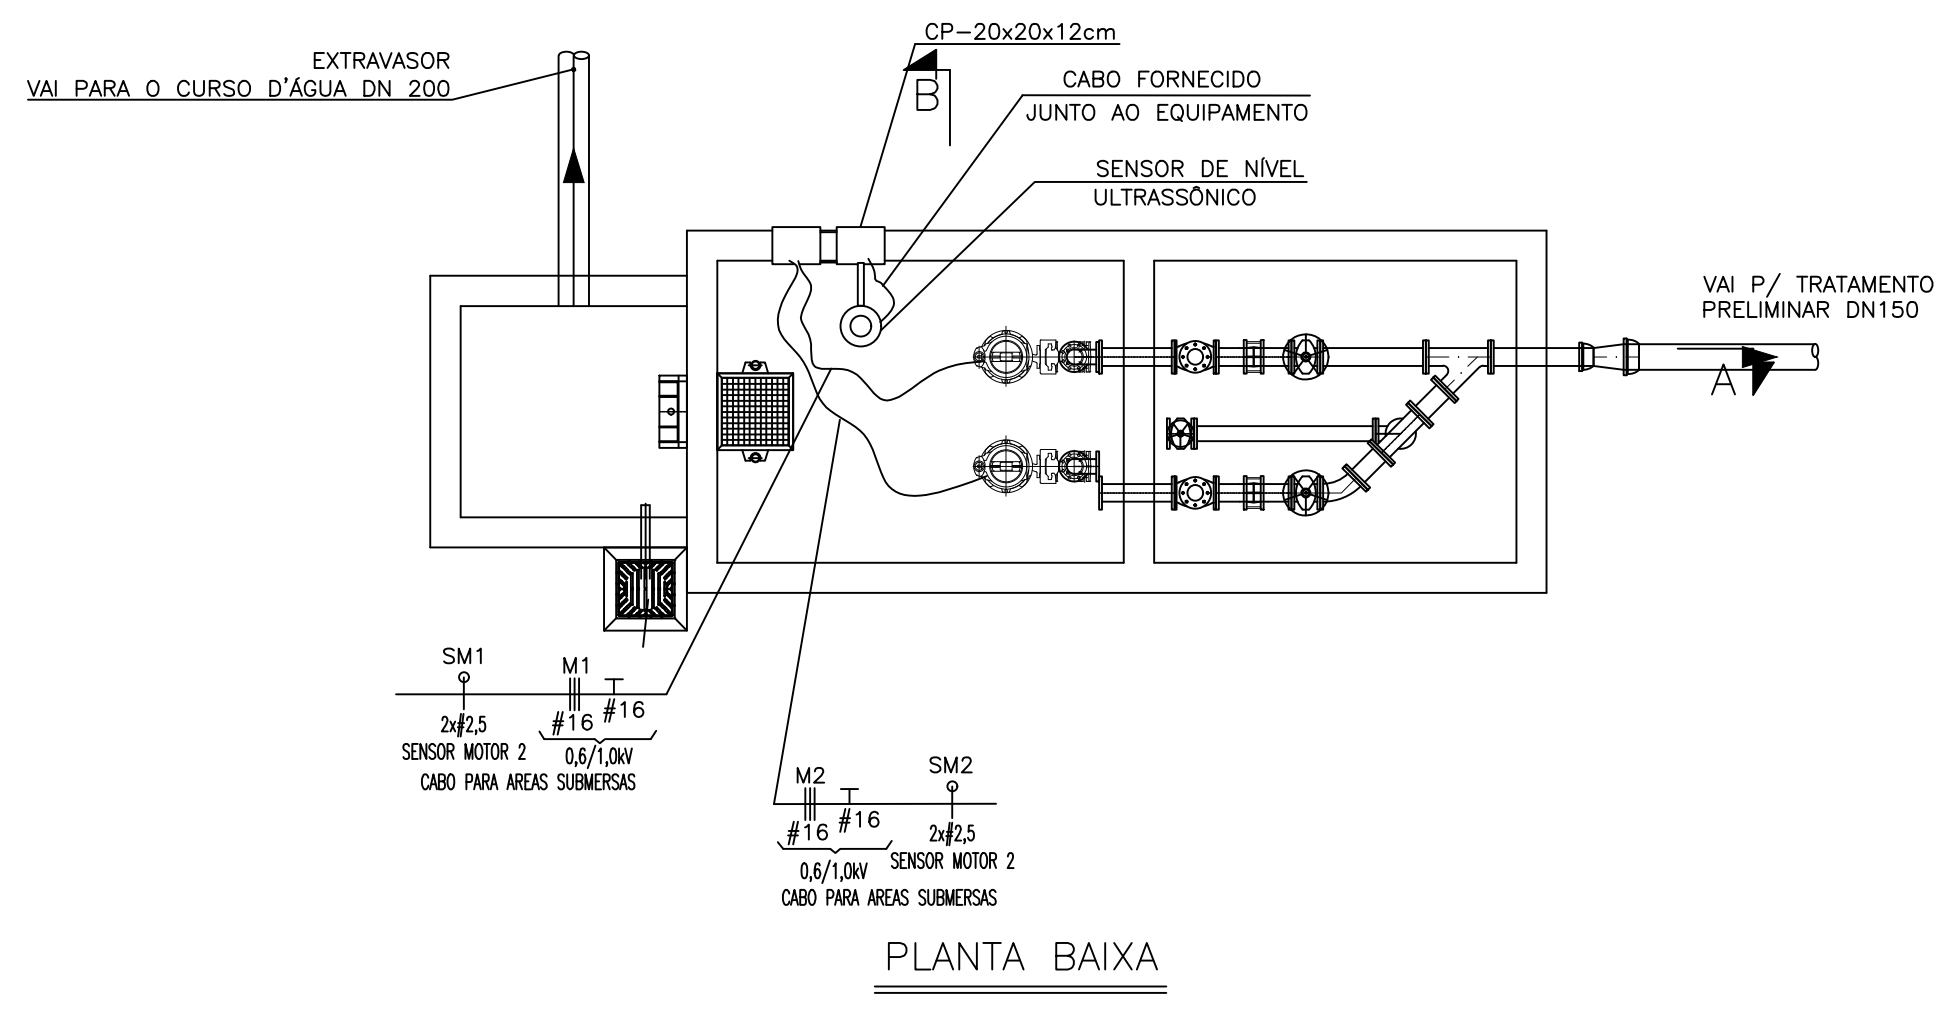 CP-20x20x12cm
EXTRAVASOR
VAI PARA O CURSO D'ÁGUA DN 200
B
CABO FORNECIDO
JUNTO AO EQUIPAMENTO
SENSOR DE NÍVEL
ULTRASSÔNICO
VAI P/ TRATAMENTO
PRELIMINAR DN150
A
SM1
M1
2x#2,5
#16
#16
SENSOR MOTOR 2
0,6/1,0kV
CABO PARA AREAS SUBMERSAS
M2
SM2
#16
#16
2x#2,5
0,6/1,0kV
SENSOR MOTOR 2
CABO PARA AREAS SUBMERSAS
PLANTA BAIXA